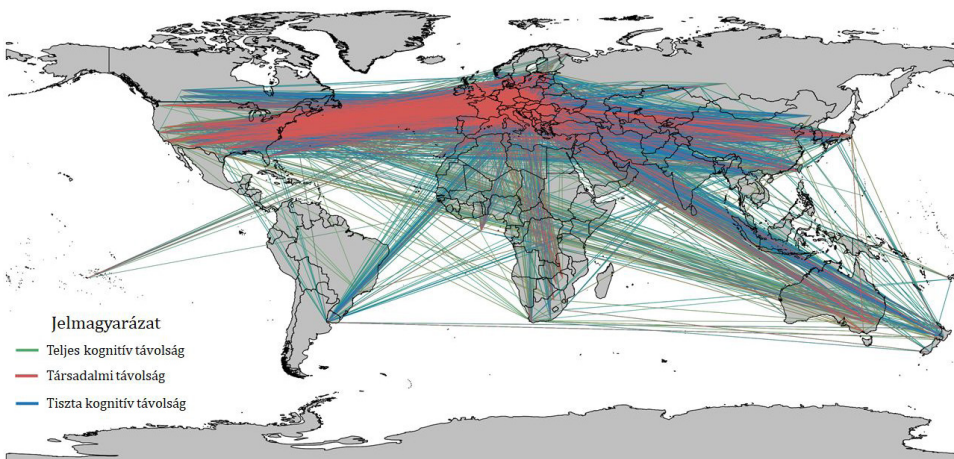 Jelmagyarázat
Teljes kognitív távolság
Társadalmi távolság
Tiszta kognitív távolság